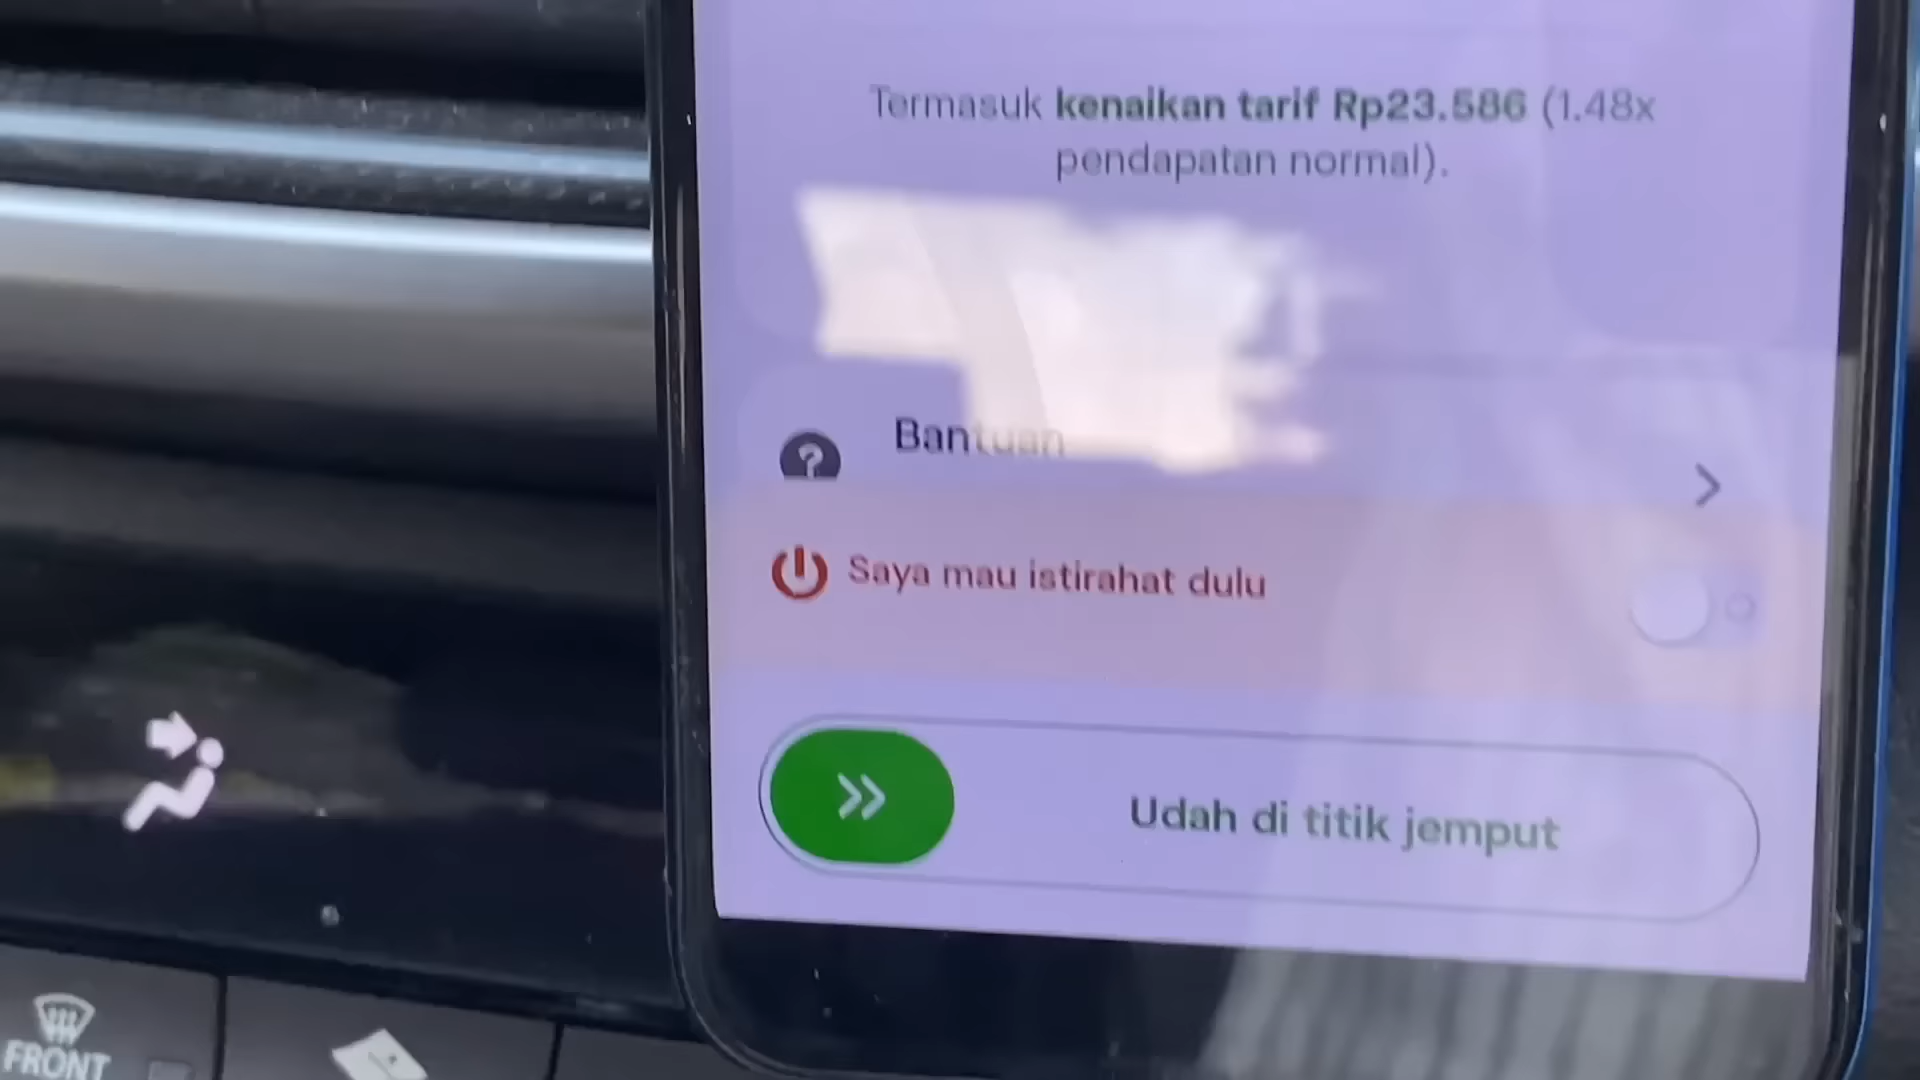 Termasuk kenaikan tarif Rp23.586 (1.48x
pendapatan normal).
Bantuan
?
Saya mau istirahat dulu
Udah di titik jemput
FRONT